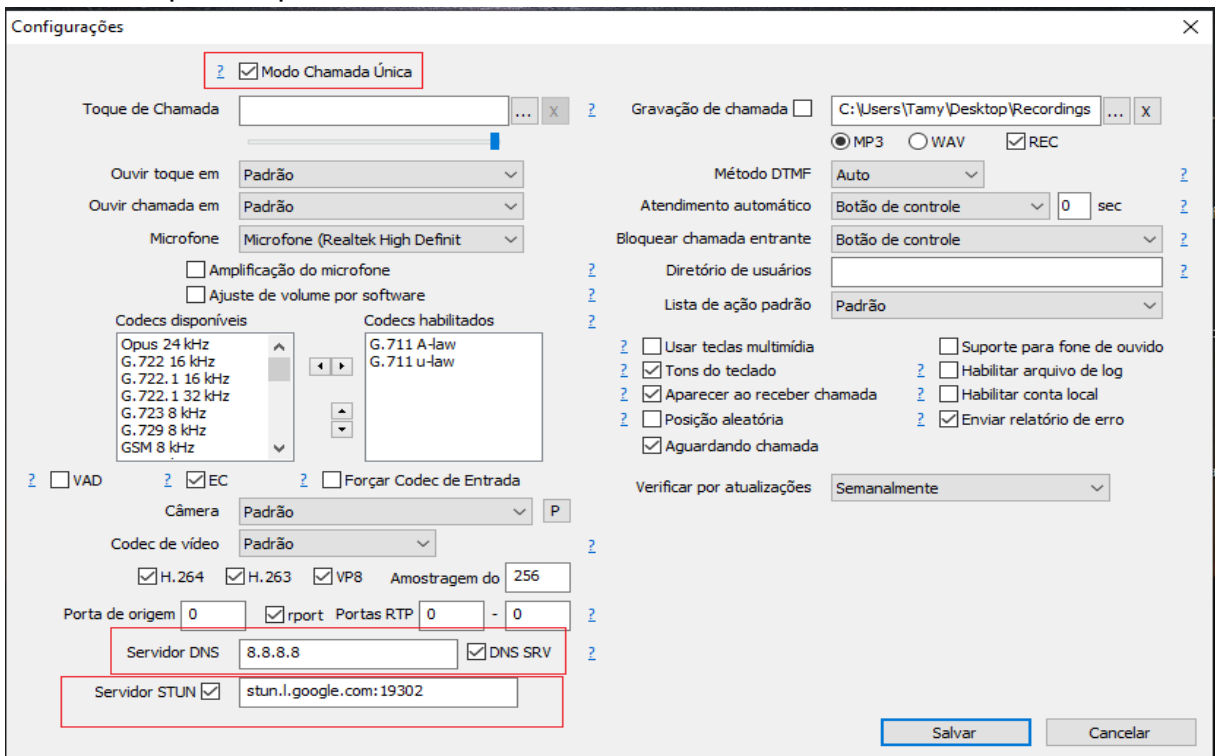 Configurações
? Modo Chamada Única
Toque de Chamada ... x ?
Ouvir toque em Padrão
Ouvir chamada em Padrão
Microfone Microfone (Realtek High Definit
Amplificação do microfone ?
Ajuste de volume por software ?
Codecs disponíveis Codecs habilitados ?
Opus 24 kHz
G.722 16 kHz
G.722.1 16 kHz
G.722.1 32 kHz
G.723 8 kHz
G.729 8 kHz
GSM 8 kHz
G.711 A-law
G.711 u-law
? VAD ? EC ? Forçar Codec de Entrada
Câmera Padrão P
Codec de vídeo Padrão ?
H.264 H.263 VP8 Amostragem do 256
Porta de origem 0 rport Portas RTP 0 - 0 ?
Servidor DNS 8.8.8.8 DNS SRV ?
Servidor STUN stun.l.google.com:19302
Gravação de chamada C:\Users\Tamy\Desktop\Recordings ... x
MP3 WAV REC
Método DTMF Auto ?
Atendimento automático Botão de controle 0 sec ?
Bloquear chamada entrante Botão de controle ?
Diretório de usuários ?
Lista de ação padrão Padrão
? Usar teclas multimídia Suporte para fone de ouvido
? Tons do teclado ? Habilitar arquivo de log
? Aparecer ao receber chamada ? Habilitar conta local
? Posição aleatória ? Enviar relatório de erro
Aguardando chamada
Verificar por atualizações Semanalmente
Salvar Cancelar